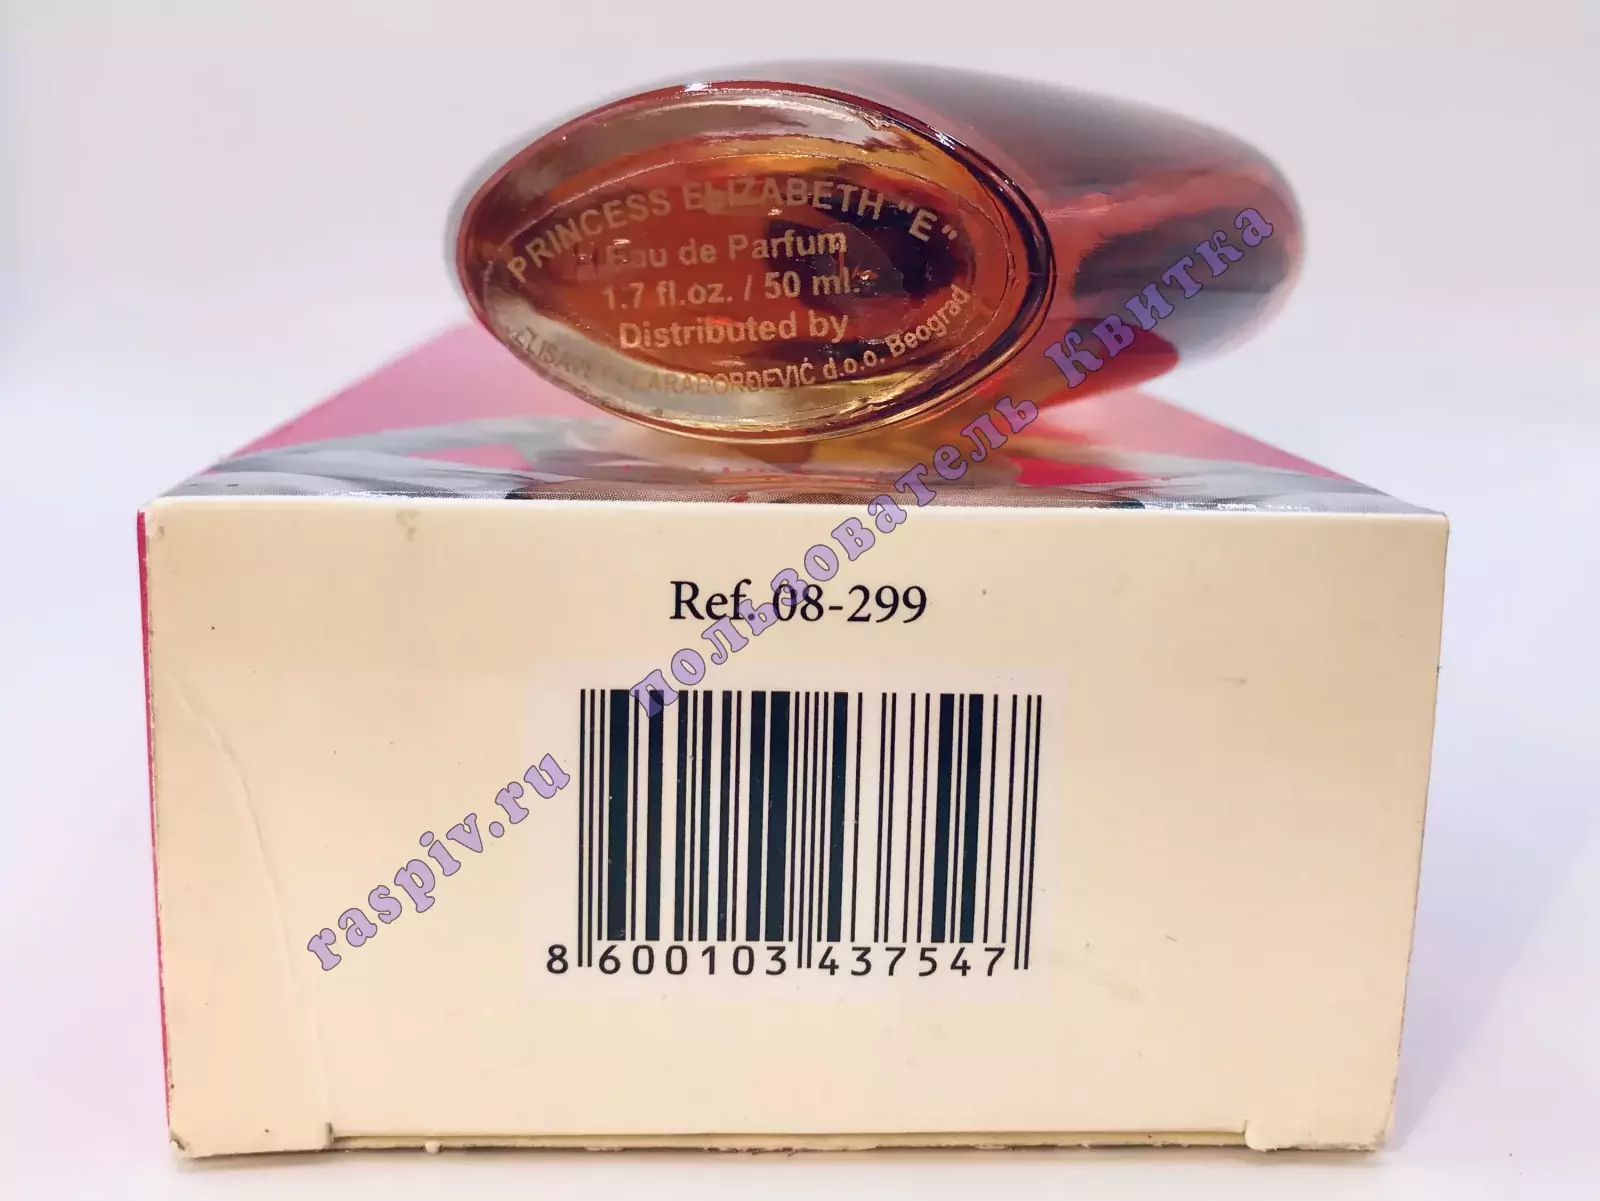 PRINCESS ELIZABETH "E"
Eau de Parfum
1.7 fl.oz. / 50 ml.
Distributed by
KARAĐORĐEVIĆ d.o.o. Beograd
Ref. 08-299
8 600103 437547
raspiv.ru пользователь Квитка